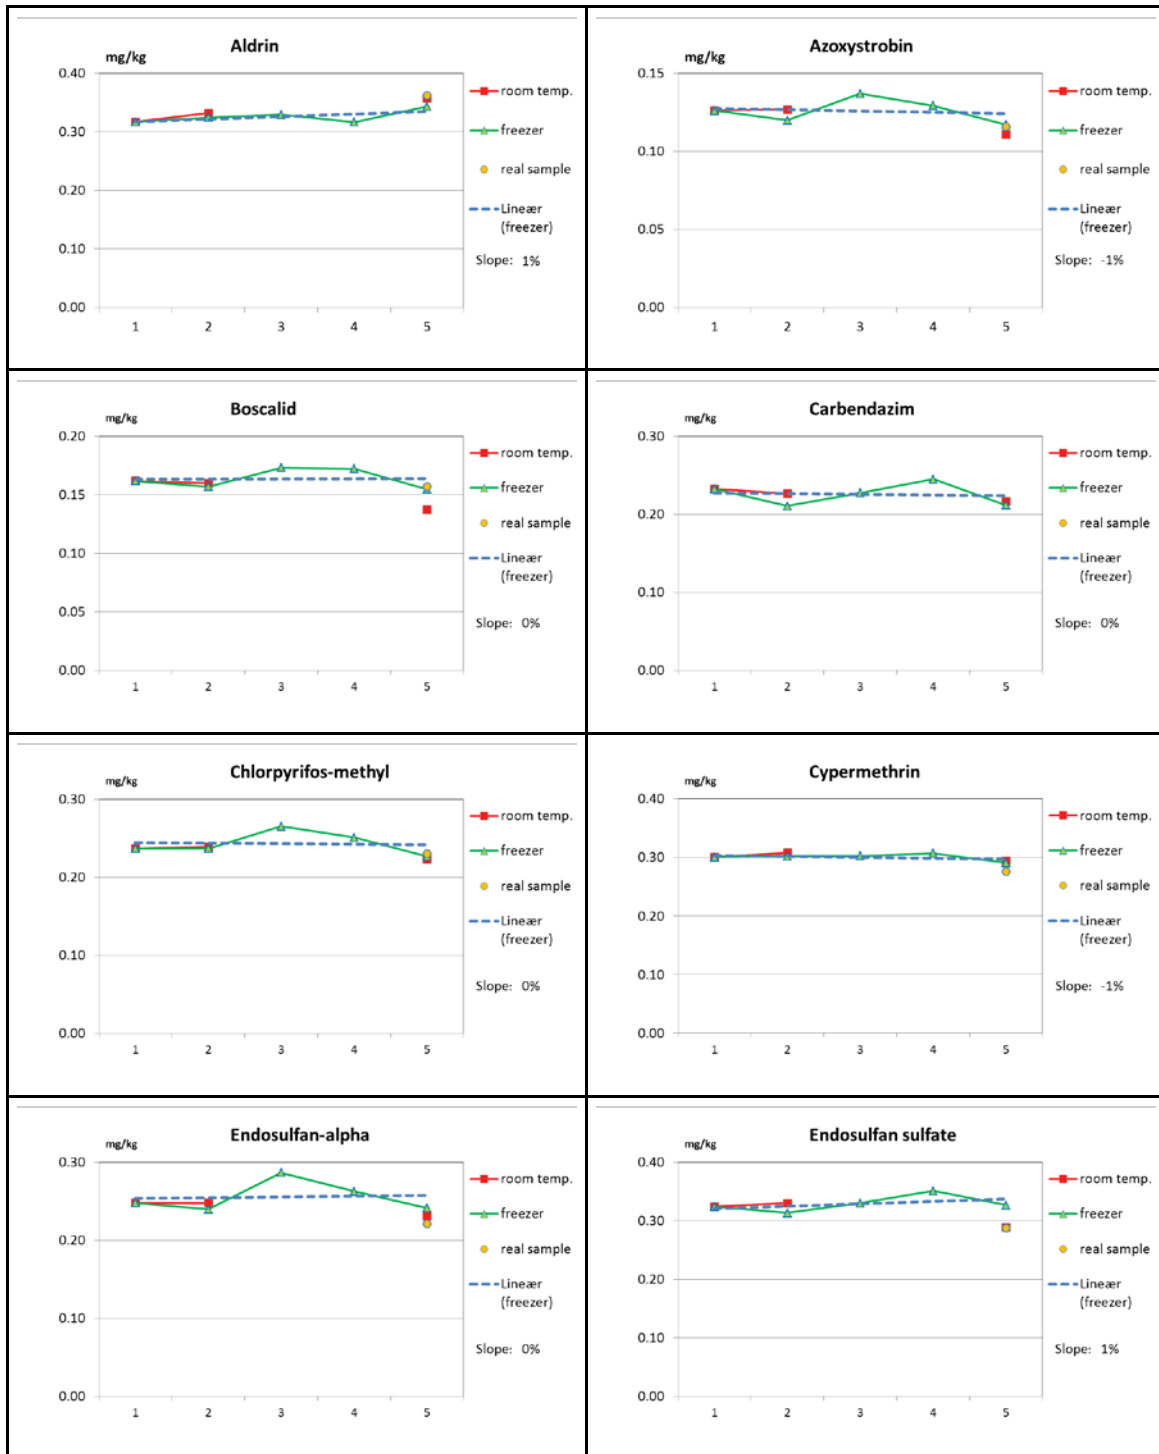 Aldrin
mg/kg
0.40
0.30
0.20
0.10
0.00
1 2 3 4 5
room temp.
freezer
real sample
Lineær
(freezer)
Slope: 1%
Azoxystrobin
mg/kg
0.15
0.10
0.05
0.00
1 2 3 4 5
room temp.
freezer
real sample
Lineær
(freezer)
Slope: -1%
Boscalid
mg/kg
0.20
0.15
0.10
0.05
0.00
1 2 3 4 5
room temp.
freezer
real sample
Lineær
(freezer)
Slope: 0%
Carbendazim
mg/kg
0.30
0.20
0.10
0.00
1 2 3 4 5
room temp.
freezer
real sample
Lineær
(freezer)
Slope: 0%
Chlorpyrifos-methyl
mg/kg
0.30
0.20
0.10
0.00
1 2 3 4 5
room temp.
freezer
real sample
Lineær
(freezer)
Slope: 0%
Cypermethrin
mg/kg
0.40
0.30
0.20
0.10
0.00
1 2 3 4 5
room temp.
freezer
real sample
Lineær
(freezer)
Slope: -1%
Endosulfan-alpha
mg/kg
0.30
0.20
0.10
0.00
1 2 3 4 5
room temp.
freezer
real sample
Lineær
(freezer)
Slope: 0%
Endosulfan sulfate
mg/kg
0.40
0.30
0.20
0.10
0.00
1 2 3 4 5
room temp.
freezer
real sample
Lineær
(freezer)
Slope: 1%